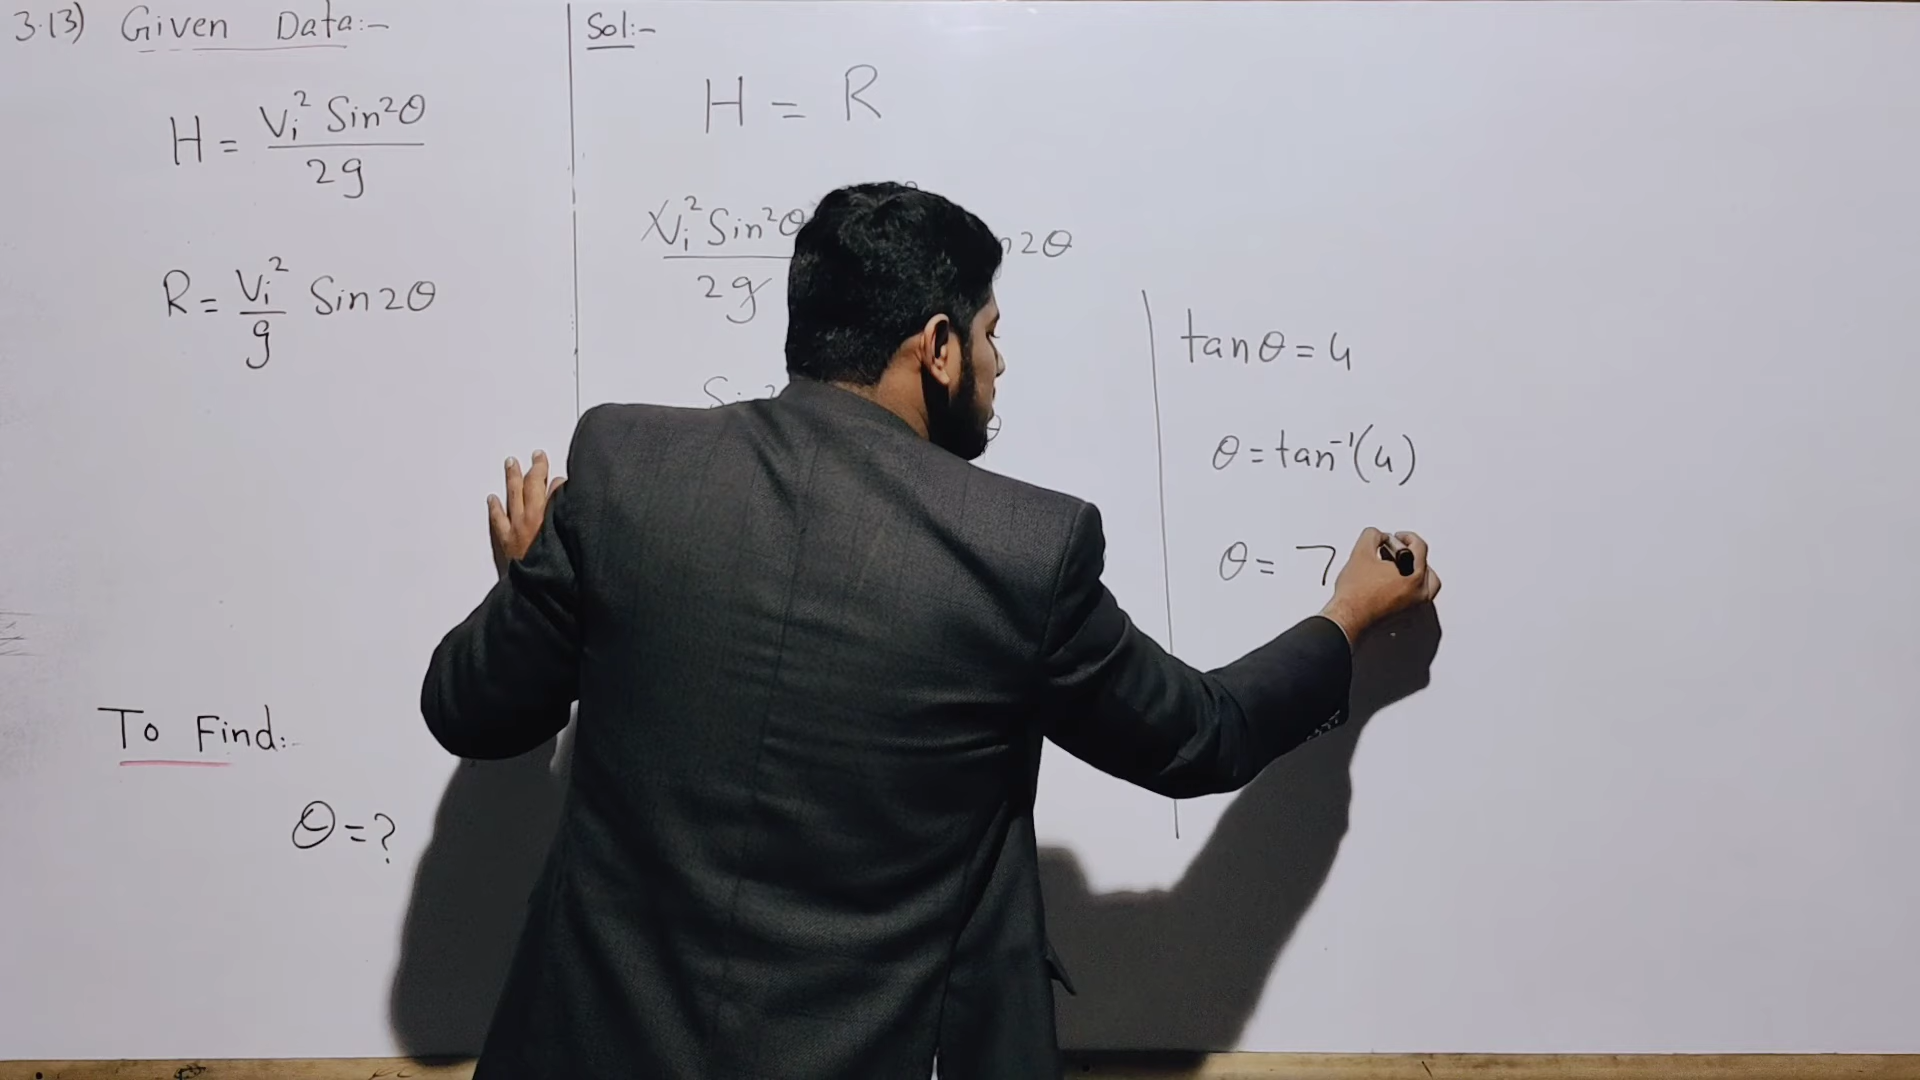 3.13) Given Data:-
H = Vi² Sin²θ / 2g
R = Vi² / g Sin2θ
To Find:-
θ = ?
Sol:-
H = R
Vi² Sin²θ
2g
n2θ
tanθ = 4
θ = tan⁻¹(4)
θ = 7